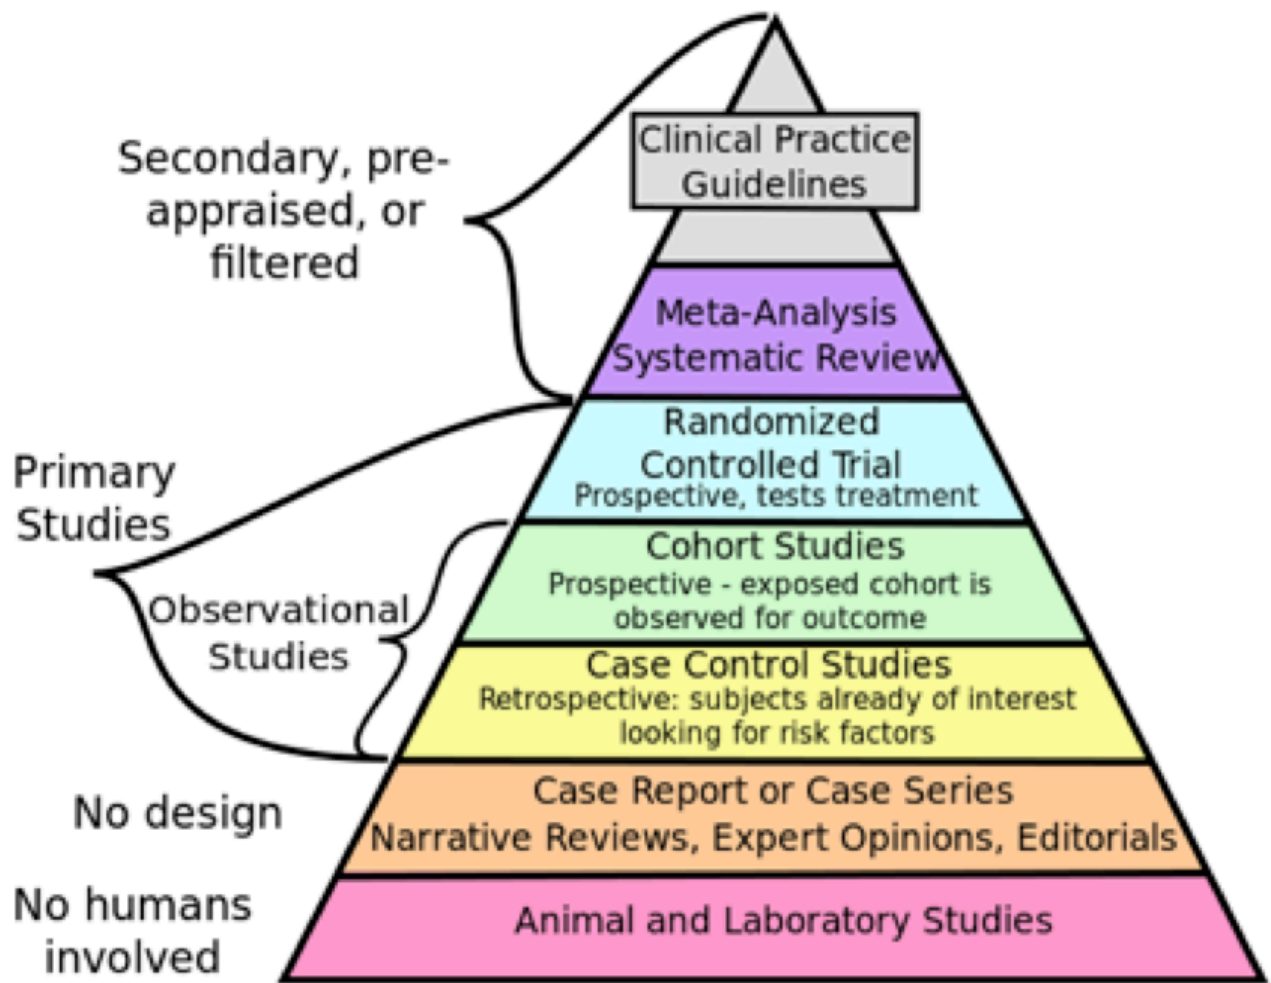 Clinical Practice
Guidelines
Secondary, pre-
appraised, or
filtered
Meta-Analysis
Systematic Review
Randomized
Controlled Trial
Prospective, tests treatment
Primary
Studies
Cohort Studies
Prospective - exposed cohort is
observed for outcome
Observational
Studies
Case Control Studies
Retrospective: subjects already of interest
looking for risk factors
No design
Case Report or Case Series
Narrative Reviews, Expert Opinions, Editorials
No humans
involved
Animal and Laboratory Studies